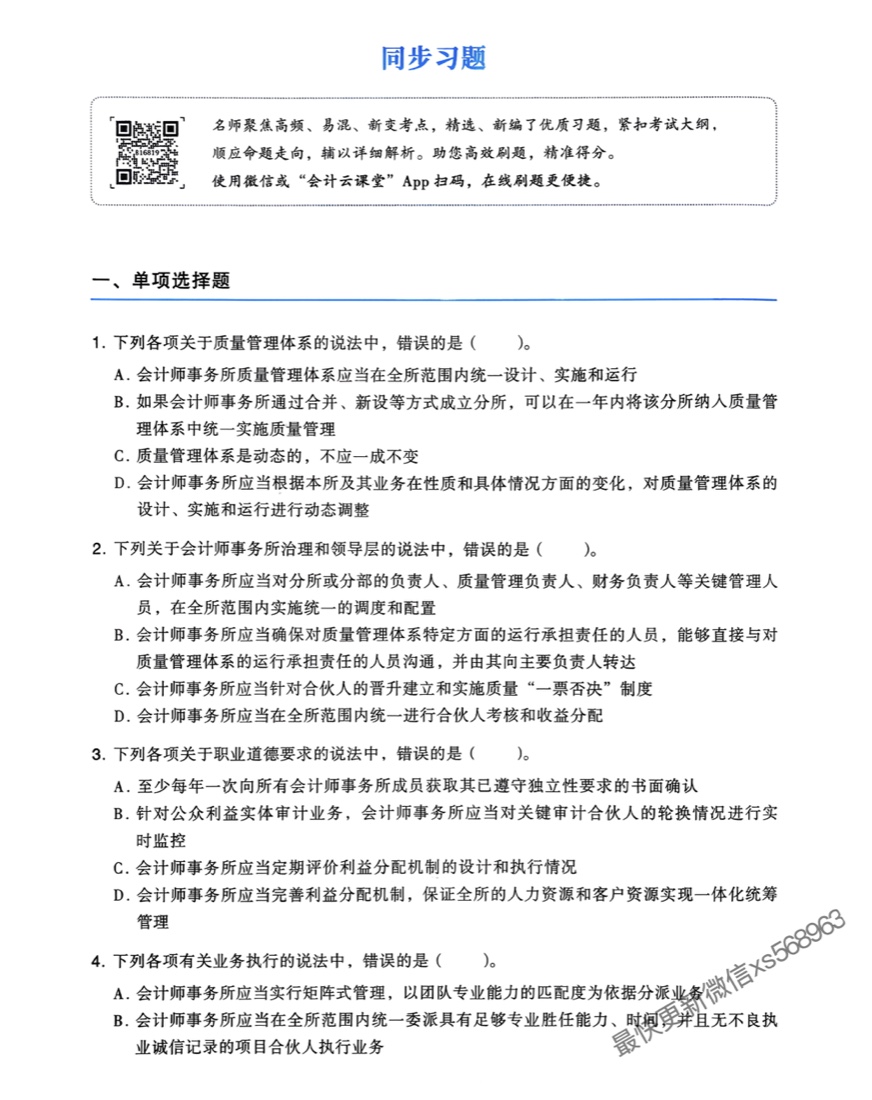 同步习题
名师聚焦高频、易混、新变考点，精选、新编了优质习题，紧扣考试大纲，
顺应命题走向，辅以详细解析。助您高效刷题，精准得分。
使用微信或“会计云课堂”App 扫码，在线刷题更便捷。
一、单项选择题
1. 下列各项关于质量管理体系的说法中，错误的是（　　）。
A. 会计师事务所质量管理体系应当在全所范围内统一设计、实施和运行
B. 如果会计师事务所通过合并、新设等方式成立分所，可以在一年内将该分所纳入质量管
理体系中统一实施质量管理
C. 质量管理体系是动态的，不应一成不变
D. 会计师事务所应当根据本所及其业务在性质和具体情况方面的变化，对质量管理体系的
设计、实施和运行进行动态调整
2. 下列关于会计师事务所治理和领导层的说法中，错误的是（　　）。
A. 会计师事务所应当对分所或分部的负责人、质量管理负责人、财务负责人等关键管理人
员，在全所范围内实施统一的调度和配置
B. 会计师事务所应当确保对质量管理体系特定方面的运行承担责任的人员，能够直接与对
质量管理体系的运行承担责任的人员沟通，并由其向主要负责人转达
C. 会计师事务所应当针对合伙人的晋升建立和实施质量“一票否决”制度
D. 会计师事务所应当在全所范围内统一进行合伙人考核和收益分配
3. 下列各项关于职业道德要求的说法中，错误的是（　　）。
A. 至少每年一次向所有会计师事务所成员获取其已遵守独立性要求的书面确认
B. 针对公众利益实体审计业务，会计师事务所应当对关键审计合伙人的轮换情况进行实
时监控
C. 会计师事务所应当定期评价利益分配机制的设计和执行情况
D. 会计师事务所应当完善利益分配机制，保证全所的人力资源和客户资源实现一体化统筹
管理
4. 下列各项有关业务执行的说法中，错误的是（　　）。
A. 会计师事务所应当实行矩阵式管理，以团队专业能力的匹配度为依据分派业务
B. 会计师事务所应当在全所范围内统一委派具有足够专业胜任能力、时间，并且无不良执
业诚信记录的项目合伙人执行业务
最快更新微信xs568963